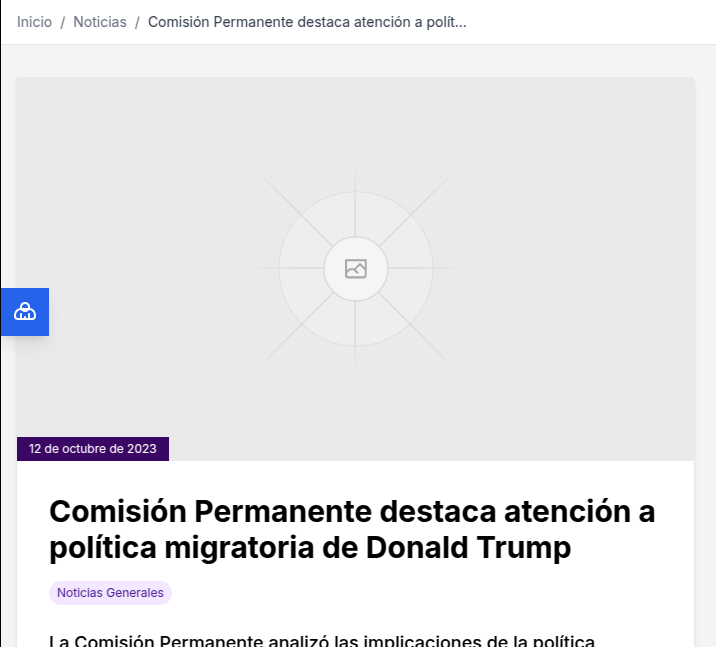 Inicio / Noticias / Comisión Permanente destaca atención a polít...
12 de octubre de 2023
Comisión Permanente destaca atención a
política migratoria de Donald Trump
Noticias Generales
La Comisión Permanente analizó las implicaciones de la política